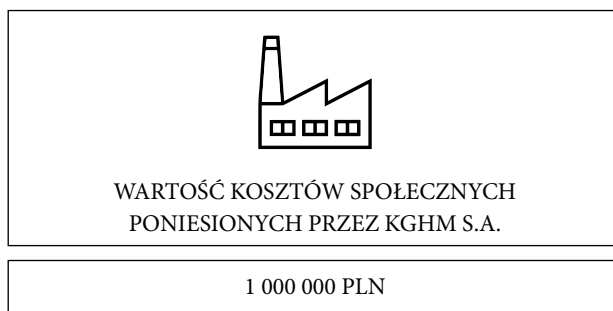 WARTOŚĆ KOSZTÓW SPOŁECZNYCH
PONIESIONYCH PRZEZ KGHM S.A.
1 000 000 PLN